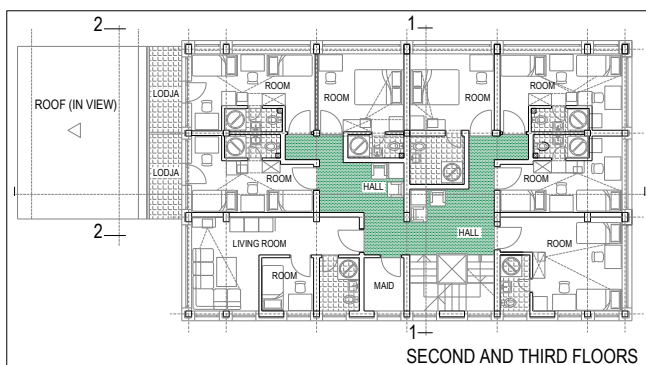 2
1
ROOF (IN VIEW)
LODJA
ROOM
ROOM
ROOM
ROOM
LODJA
ROOM
HALL
ROOM
2
LIVING ROOM
HALL
ROOM
ROOM
MAID
1
SECOND AND THIRD FLOORS